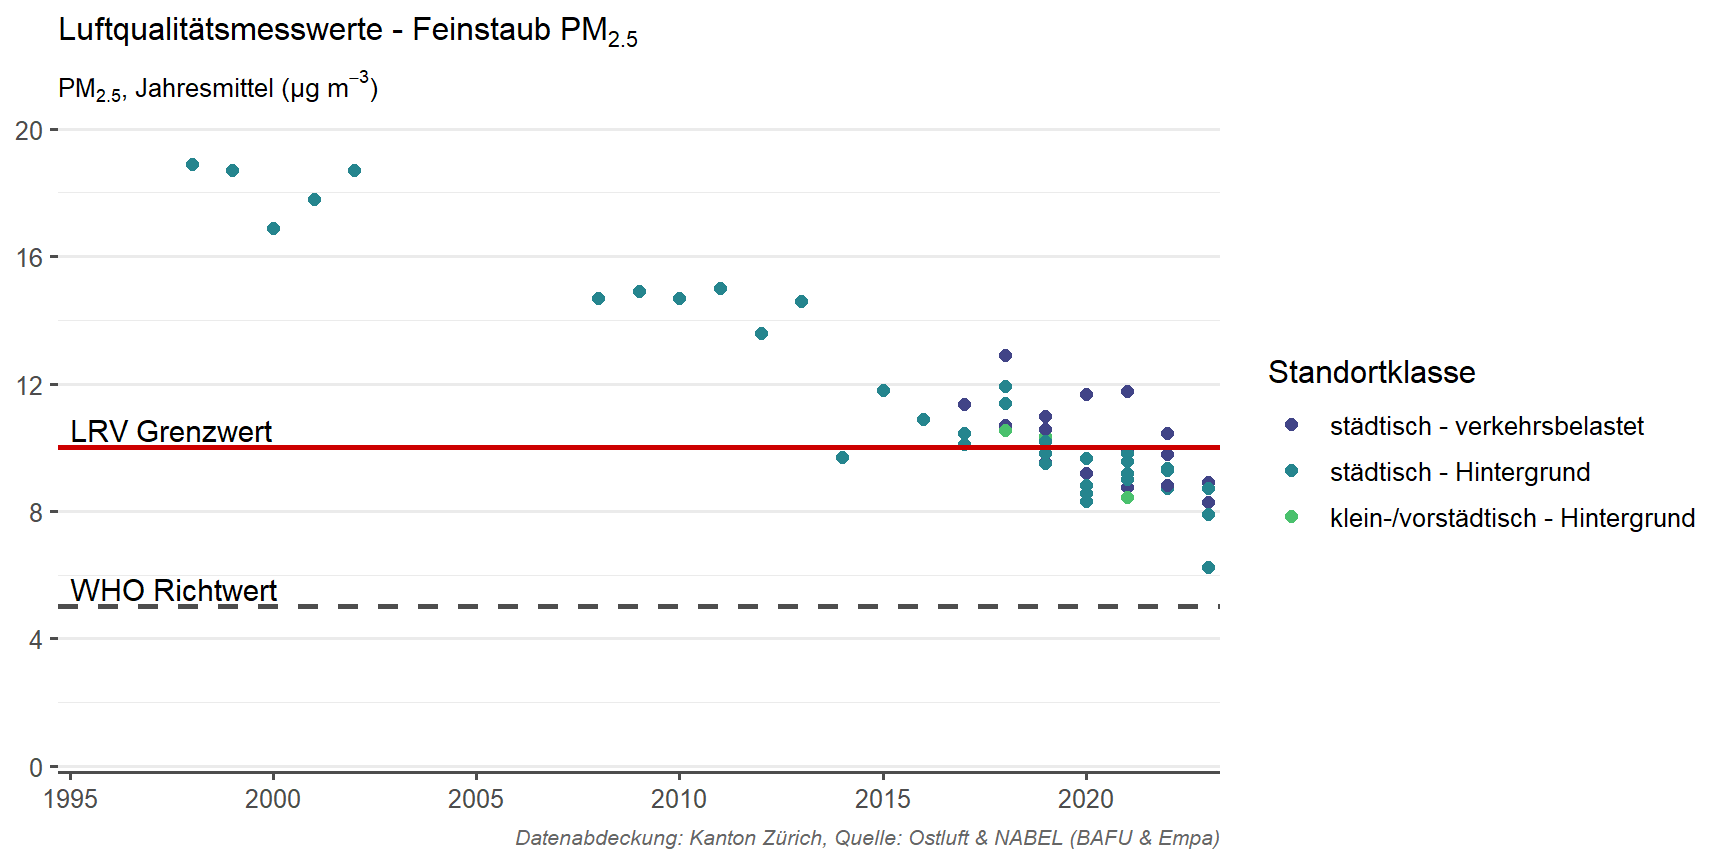 Luftqualitätsmesswerte - Feinstaub PM₂.₅
PM₂.₅, Jahresmittel (µg m⁻³)
20
16
12
8
4
0
LRV Grenzwert
WHO Richtwert
1995 2000 2005 2010 2015 2020
Standortklasse
städtisch - verkehrsbelastet
städtisch - Hintergrund
klein-/vorstädtisch - Hintergrund
Datenabdeckung: Kanton Zürich, Quelle: Ostluft & NABEL (BAFU & Empa)